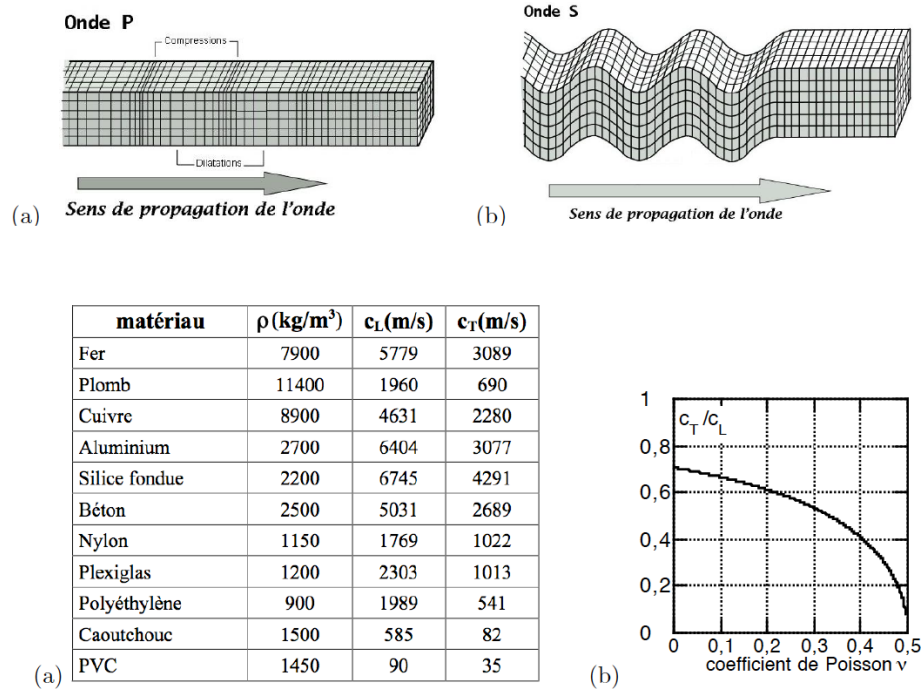 Onde P
Compressions
Dilatations
Sens de propagation de l'onde
(a)
Onde S
Sens de propagation de l'onde
(b)
matériau ρ (kg/m³) c_L(m/s) c_T(m/s)
Fer 7900 5779 3089
Plomb 11400 1960 690
Cuivre 8900 4631 2280
Aluminium 2700 6404 3077
Silice fondue 2200 6745 4291
Béton 2500 5031 2689
Nylon 1150 1769 1022
Plexiglas 1200 2303 1013
Polyéthylène 900 1989 541
Caoutchouc 1500 585 82
PVC 1450 90 35
(a)
1
c_T /c_L
0,8
0,6
0,4
0,2
0
0 0,1 0,2 0,3 0,4 0,5
coefficient de Poisson ν
(b)